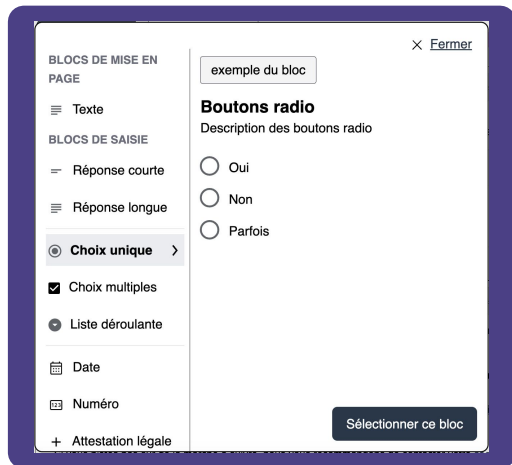 Fermer
BLOCS DE MISE EN
PAGE
Texte
BLOCS DE SAISIE
Réponse courte
Réponse longue
Choix unique
Choix multiples
Liste déroulante
Date
123 Numéro
Attestation légale
exemple du bloc
Boutons radio
Description des boutons radio
Oui
Non
Parfois
Sélectionner ce bloc